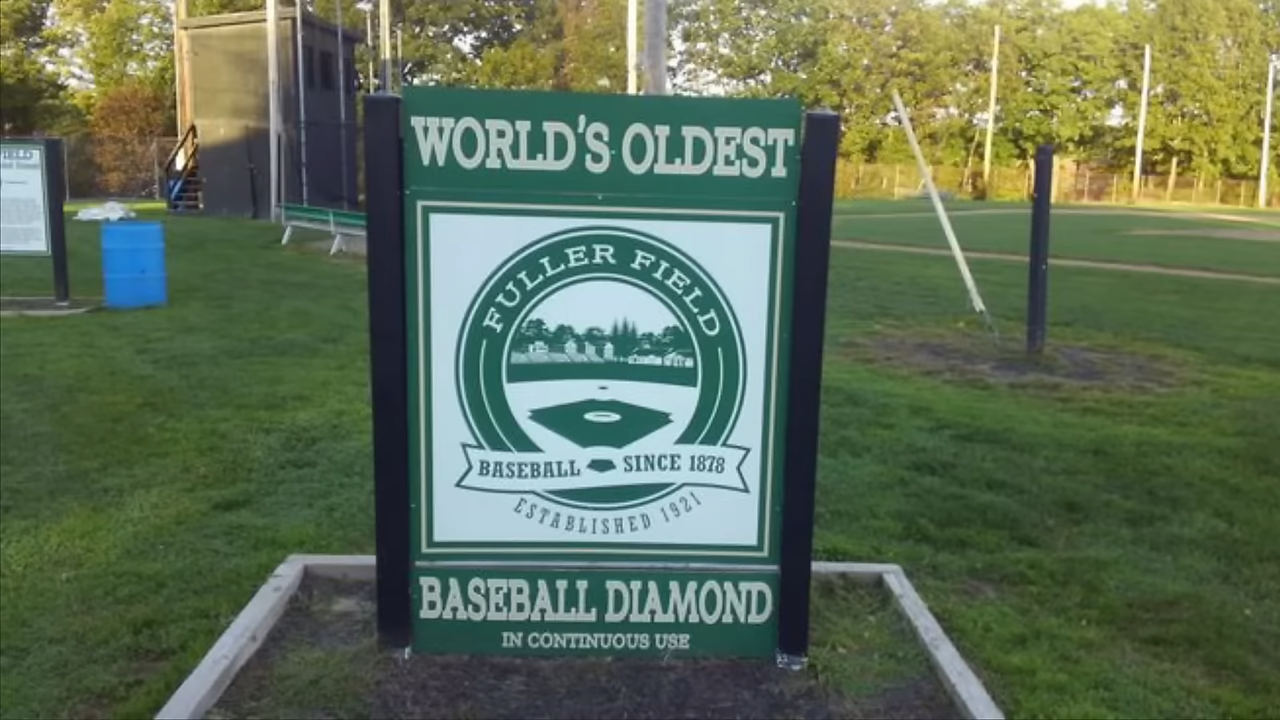 WORLD'S OLDEST
FULLER FIELD
BASEBALL SINCE 1878
ESTABLISHED 1921
BASEBALL DIAMOND
IN CONTINUOUS USE